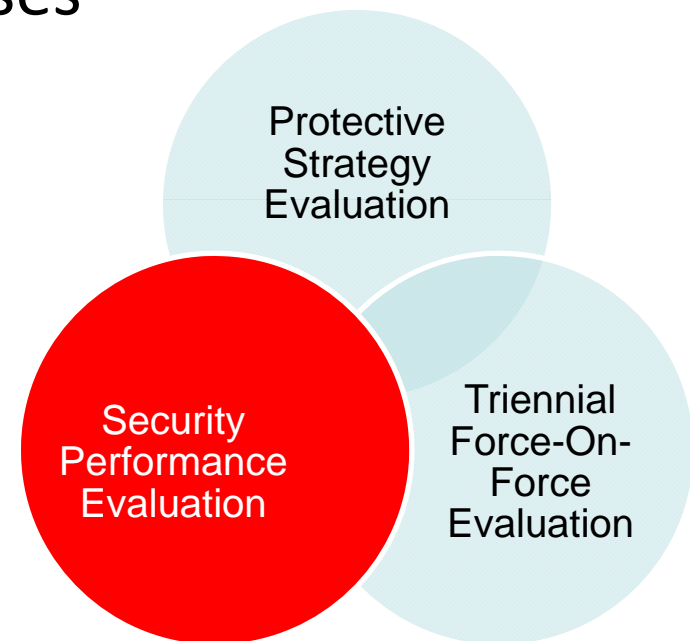 Protective
Strategy
Evaluation
Security
Performance
Evaluation
Triennial
Force-On-
Force
Evaluation